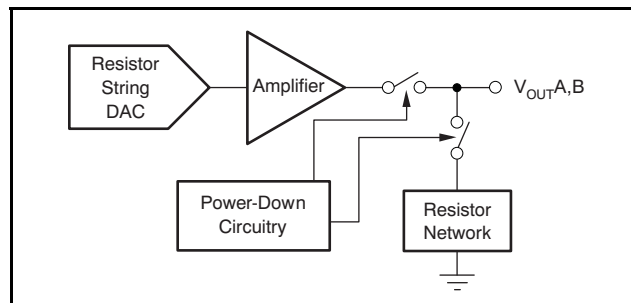 Resistor
String
DAC
Amplifier
VOUTA,B
Power-Down
Circuitry
Resistor
Network